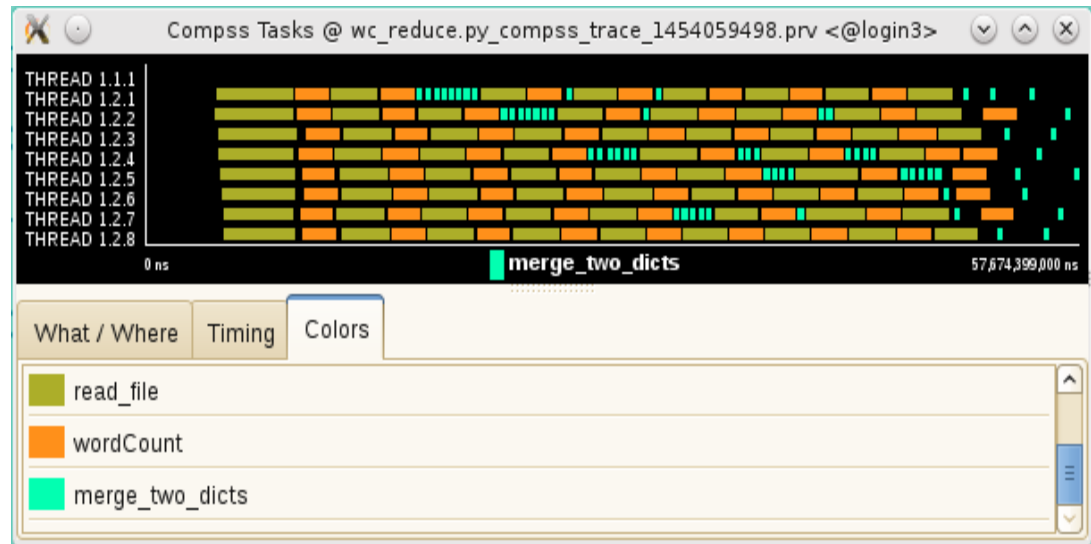 Compss Tasks @ wc_reduce.py_compss_trace_1454059498.prv <@login3>
THREAD 1.1.1
THREAD 1.2.1
THREAD 1.2.2
THREAD 1.2.3
THREAD 1.2.4
THREAD 1.2.5
THREAD 1.2.6
THREAD 1.2.7
THREAD 1.2.8
0 ns merge_two_dicts 57,674,399,000 ns
What / Where Timing Colors
read_file
wordCount
merge_two_dicts